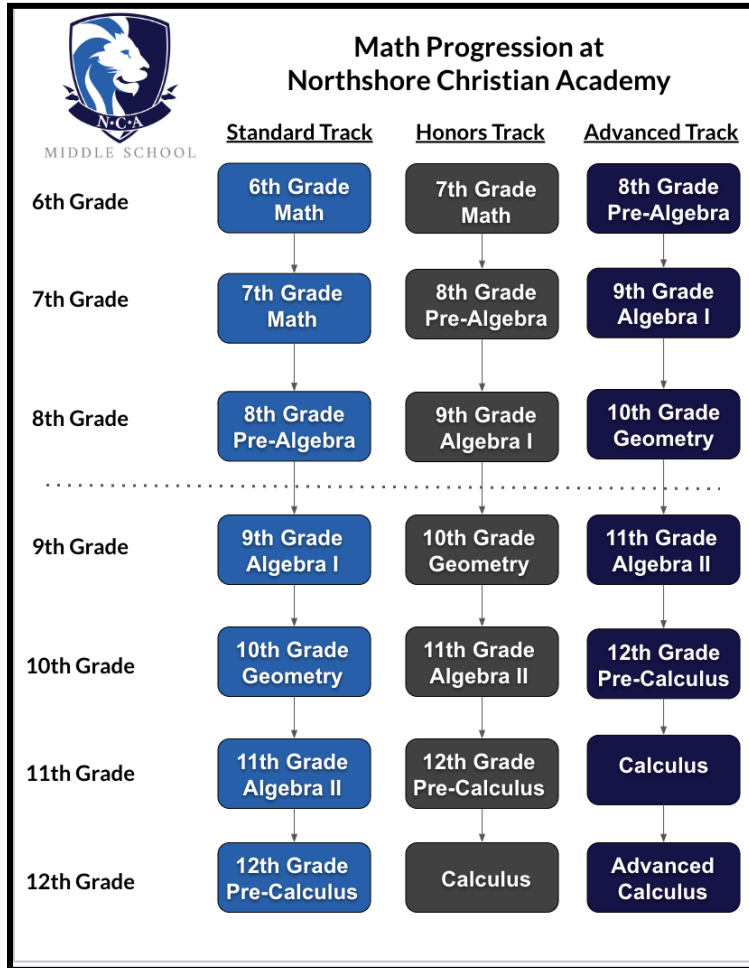 Math Progression at
Northshore Christian Academy
N·C·A
MIDDLE SCHOOL
Standard Track
Honors Track
Advanced Track
6th Grade
6th Grade
Math
7th Grade
Math
8th Grade
Pre-Algebra
7th Grade
7th Grade
Math
8th Grade
Pre-Algebra
9th Grade
Algebra I
8th Grade
8th Grade
Pre-Algebra
9th Grade
Algebra I
10th Grade
Geometry
9th Grade
9th Grade
Algebra I
10th Grade
Geometry
11th Grade
Algebra II
10th Grade
10th Grade
Geometry
11th Grade
Algebra II
12th Grade
Pre-Calculus
11th Grade
11th Grade
Algebra II
12th Grade
Pre-Calculus
Calculus
12th Grade
12th Grade
Pre-Calculus
Calculus
Advanced
Calculus